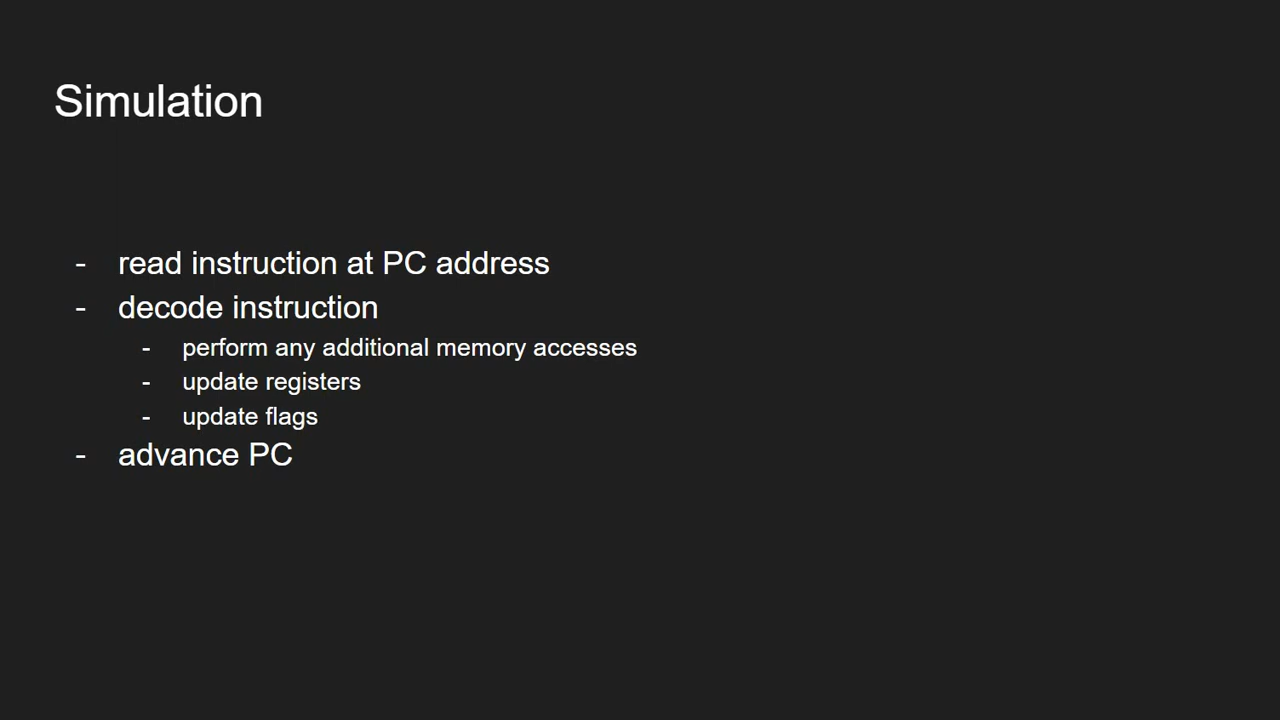 Simulation
- read instruction at PC address
- decode instruction
- perform any additional memory accesses
- update registers
- update flags
- advance PC